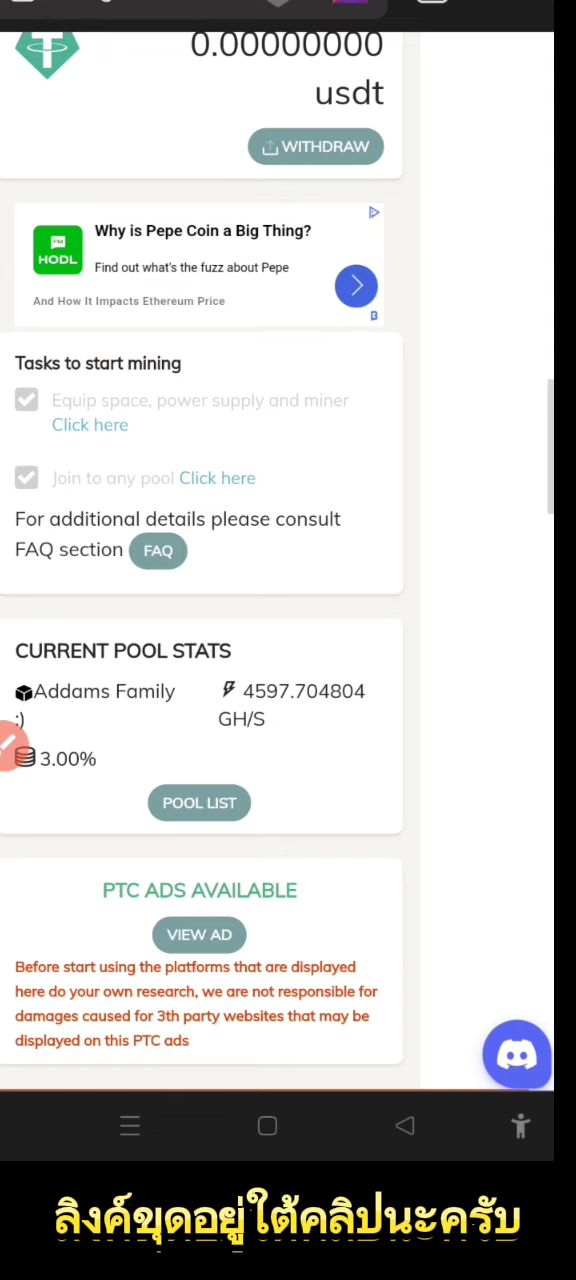 0.00000000
usdt
WITHDRAW
Why is Pepe Coin a Big Thing?
FM
HODL
Find out what's the fuzz about Pepe
And How It Impacts Ethereum Price
Tasks to start mining
Equip space, power supply and miner
Click here
Join to any pool Click here
For additional details please consult
FAQ section FAQ
CURRENT POOL STATS
Addams Family 4597.704804
:) GH/S
3.00%
POOL LIST
PTC ADS AVAILABLE
VIEW AD
Before start using the platforms that are displayed
here do your own research, we are not responsible for
damages caused for 3th party websites that may be
displayed on this PTC ads
ลิงค์ขุดอยู่ใต้คลิปนะครับ